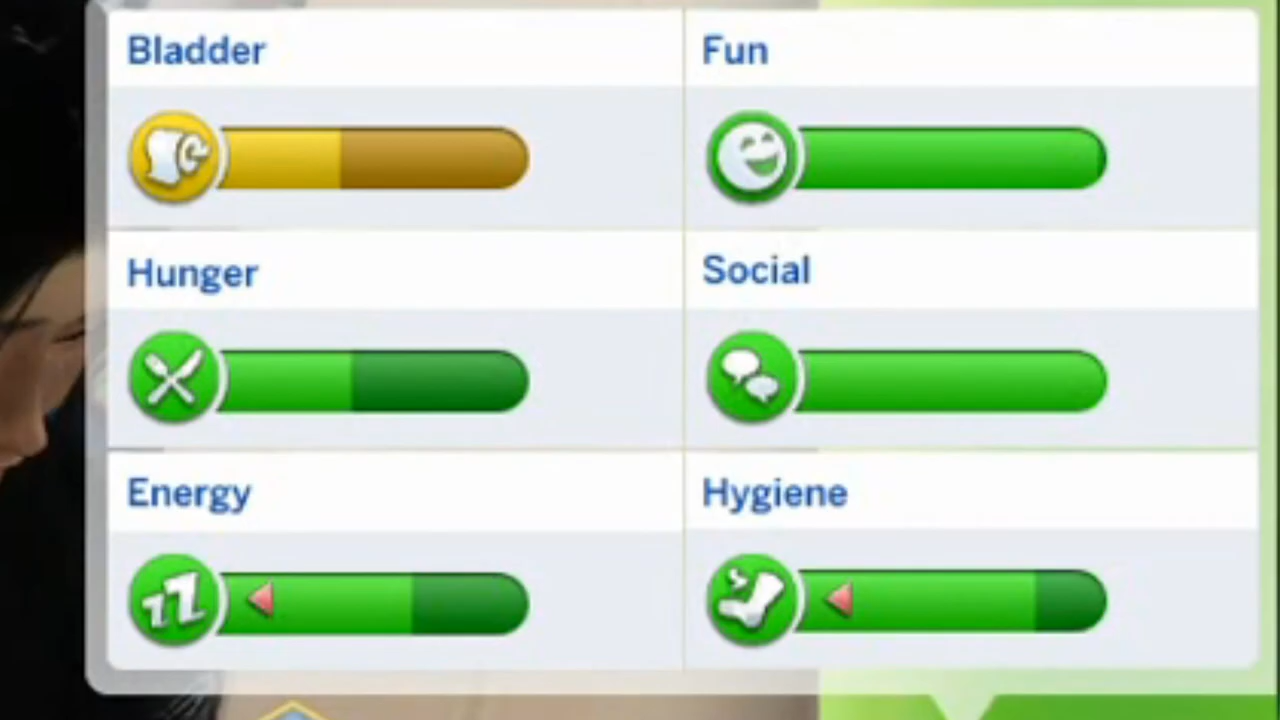 Bladder
Fun
Hunger
Social
Energy
Hygiene